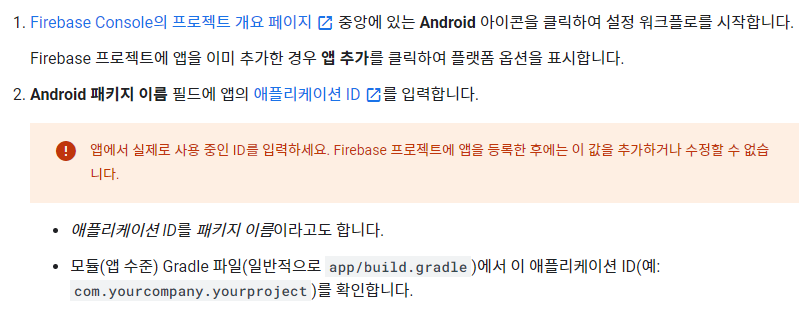 1. Firebase Console의 프로젝트 개요 페이지 중앙에 있는 Android 아이콘을 클릭하여 설정 워크플로를 시작합니다.
Firebase 프로젝트에 앱을 이미 추가한 경우 앱 추가를 클릭하여 플랫폼 옵션을 표시합니다.
2. Android 패키지 이름 필드에 앱의 애플리케이션 ID를 입력합니다.
앱에서 실제로 사용 중인 ID를 입력하세요. Firebase 프로젝트에 앱을 등록한 후에는 이 값을 추가하거나 수정할 수 없습
니다.
• 애플리케이션 ID를 패키지 이름이라고도 합니다.
• 모듈(앱 수준) Gradle 파일(일반적으로 app/build.gradle)에서 이 애플리케이션 ID(예:
com.yourcompany.yourproject)를 확인합니다.